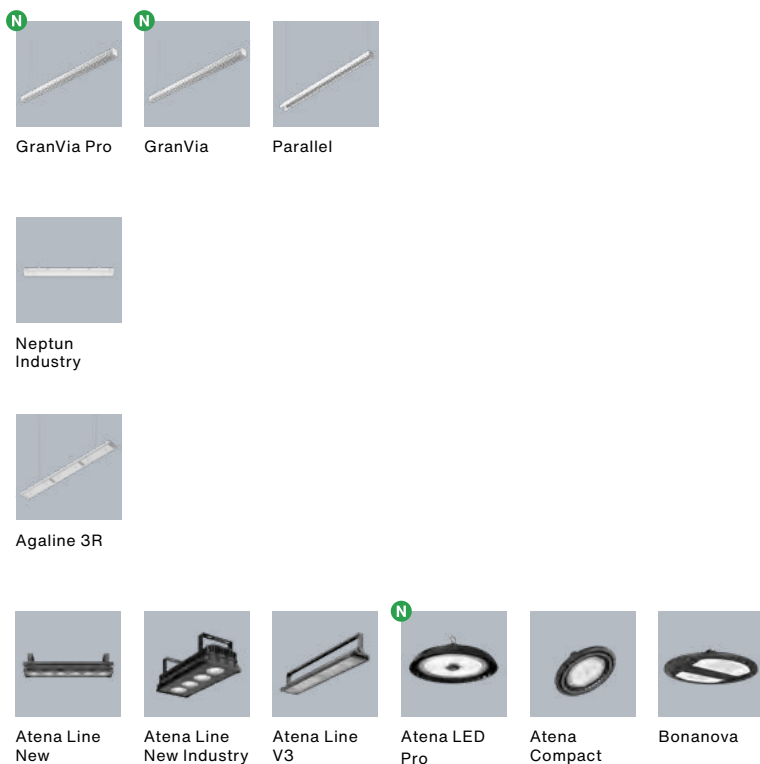 N
N
GranVia Pro
GranVia
Parallel
Neptun
Industry
Agaline 3R
N
Atena Line
New
Atena Line
New Industry
Atena Line
V3
Atena LED
Pro
Atena
Compact
Bonanova